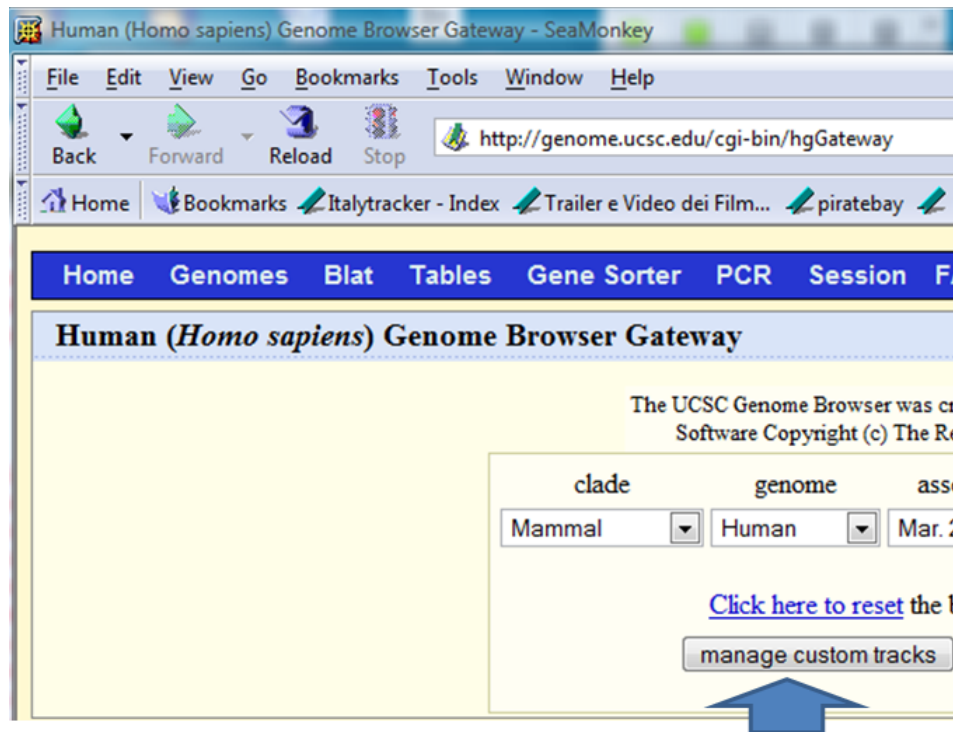 Human (Homo sapiens) Genome Browser Gateway - SeaMonkey
File Edit View Go Bookmarks Tools Window Help
Back Forward Reload Stop http://genome.ucsc.edu/cgi-bin/hgGateway
Home Bookmarks Italytracker - Index Trailer e Video dei Film... piratebay
Home Genomes Blat Tables Gene Sorter PCR Session
Human (Homo sapiens) Genome Browser Gateway
The UCSC Genome Browser was
Software Copyright (c) The
clade genome
Mammal Human Mar.
Click here to reset the
manage custom tracks